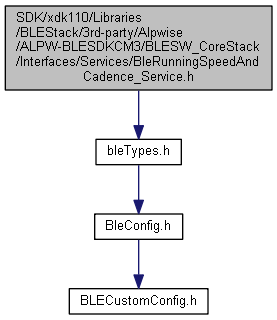 SDK/xdk110/Libraries
/BLEStack/3rd-party/Alpwise
/ALPW-BLESDKCM3/BLESW_CoreStack
/Interfaces/Services/BleRunningSpeedAnd
Cadence_Service.h
bleTypes.h
BleConfig.h
BLECustomConfig.h